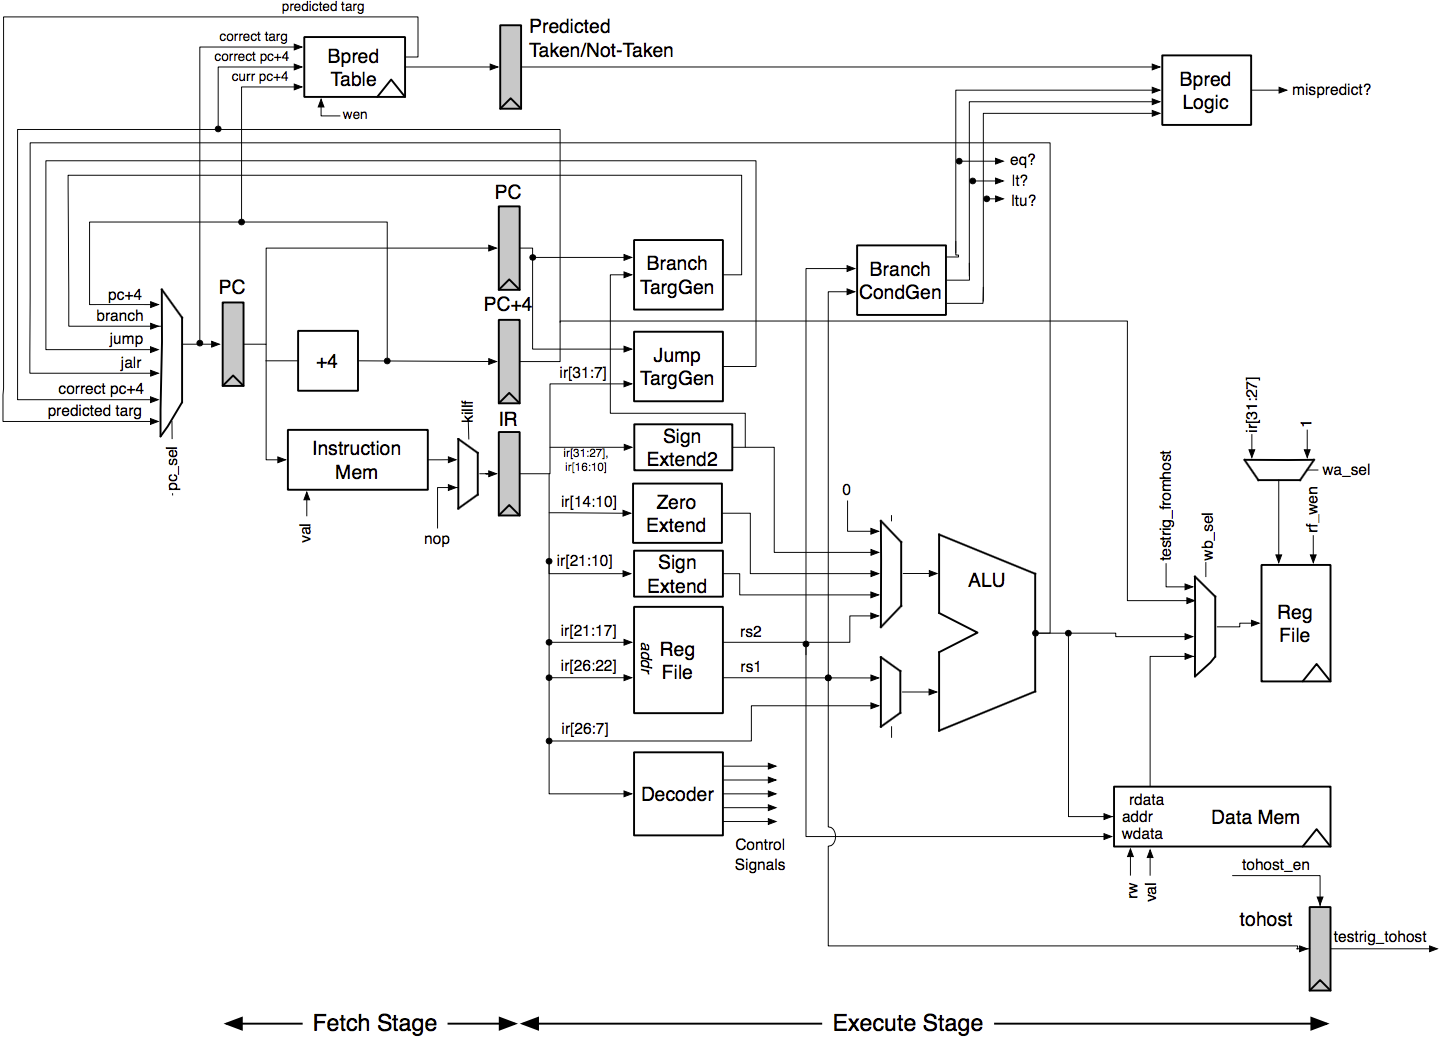 predicted targ
correct targ
correct pc+4
curr pc+4
Bpred
Table
wen
Predicted
Taken/Not-Taken
Bpred
Logic
mispredict?
eq?
lt?
ltu?
PC
PC
PC+4
IR
pc+4
branch
jump
jalr
correct pc+4
predicted targ
pc_sel
+4
Instruction
Mem
val
killf
nop
Branch
TargGen
Jump
TargGen
ir[31:7]
Sign
Extend2
ir[31:27],
ir[16:10]
Zero
Extend
ir[14:10]
Sign
Extend
ir[21:10]
ir[21:17]
ir[26:22]
addr
Reg
File
rs2
rs1
ir[26:7]
Decoder
Control
Signals
Branch
CondGen
0
ALU
testrig_fromhost
wb_sel
ir[31:27]
1
wa_sel
rf_wen
Reg
File
rdata
addr
wdata
Data Mem
rw
val
tohost_en
tohost
testrig_tohost
Fetch Stage
Execute Stage